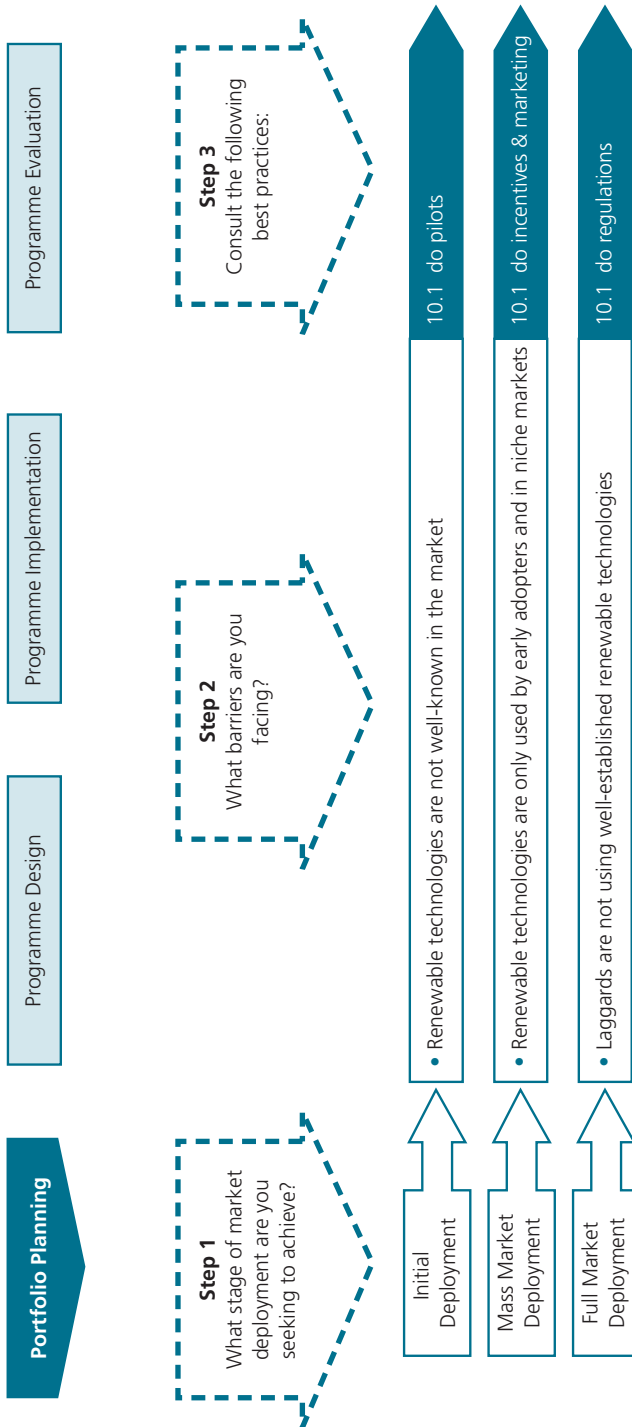 Portfolio Planning
Programme Design
Programme Implementation
Programme Evaluation
Step 1
What stage of market
deployment are you
seeking to achieve?
Step 2
What barriers are you
facing?
Step 3
Consult the following
best practices:
Initial
Deployment
• Renewable technologies are not well-known in the market
10.1 do pilots
Mass Market
Deployment
• Renewable technologies are only used by early adopters and in niche markets
10.1 do incentives & marketing
Full Market
Deployment
• Laggards are not using well-established renewable technologies
10.1 do regulations